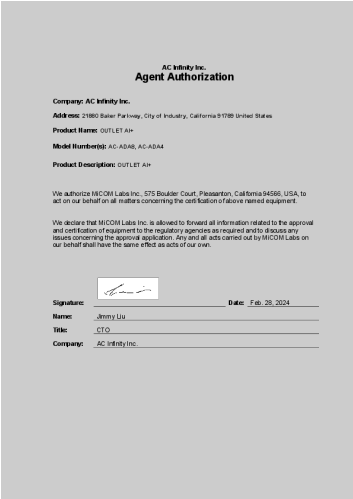 AC Infinity Inc.
Agent Authorization
Company: AC Infinity Inc.
Address: 21880 Baker Parkway, City of Industry, California 91789 United States
Product Name: OUTLET AI+
Model Number(s): AC-ADA8, AC-ADA4
Product Description: OUTLET AI+
We authorize MiCOM Labs Inc., 575 Boulder Court, Pleasanton, California 94566, USA, to
act on our behalf on all matters concerning the certification of above named equipment.
We declare that MiCOM Labs Inc. is allowed to forward all information related to the approval
and certification of equipment to the regulatory agencies as required and to discuss any
issues concerning the approval application. Any and all acts carried out by MiCOM Labs on
our behalf shall have the same effect as acts of our own.
Signature: Date: Feb. 28, 2024
Name: Jimmy Liu
Title: CTO
Company: AC Infinity Inc.